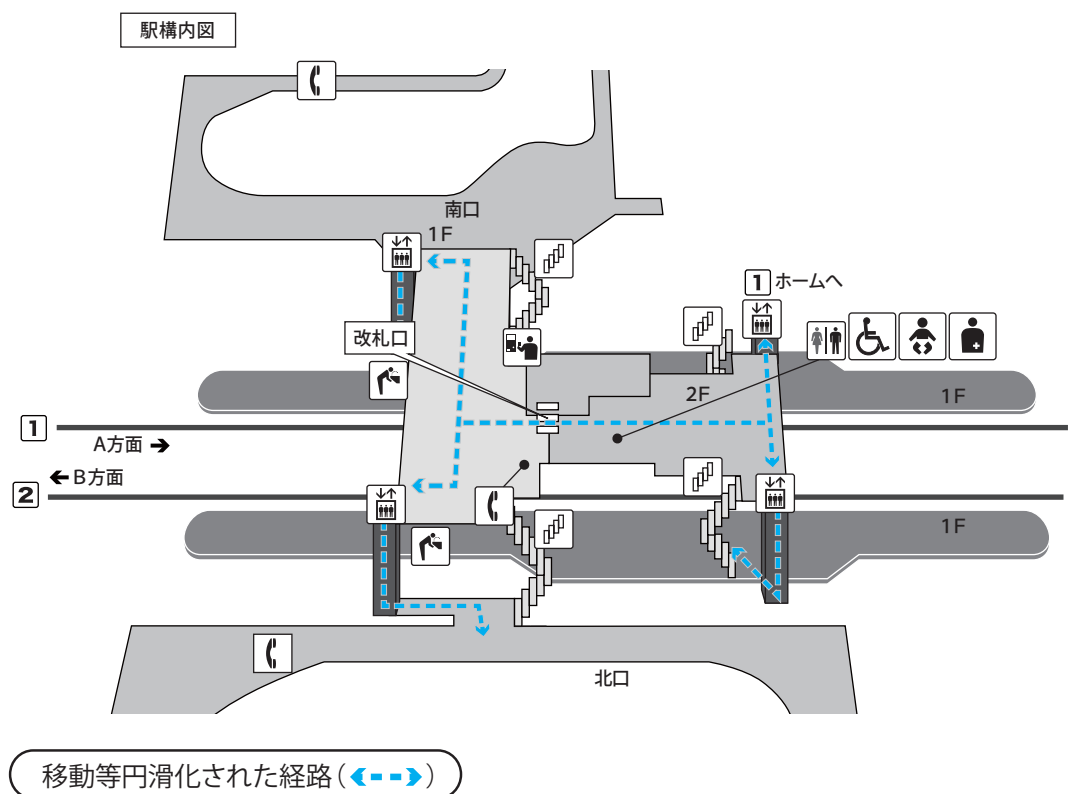 駅構内図
南口
1F
1 ホームへ
改札口
2F
1F
1
A方面 →
← B方面
2
1F
北口
移動等円滑化された経路(<-->)